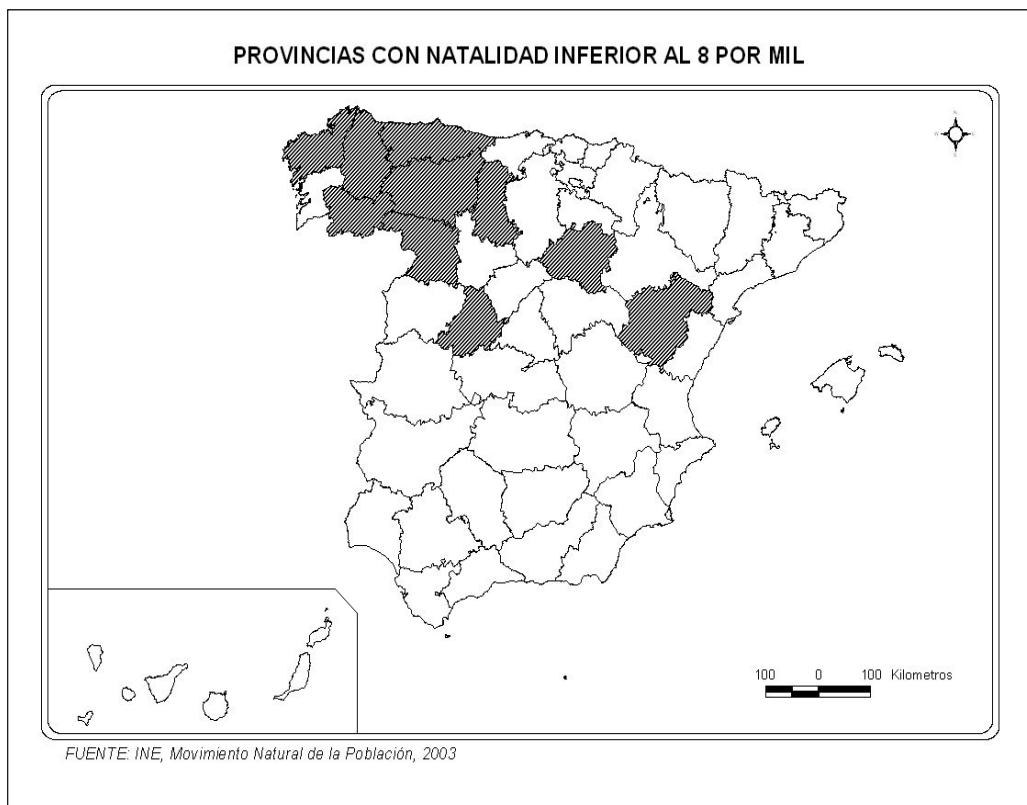 PROVINCIAS CON NATALIDAD INFERIOR AL 8 POR MIL
100 0 100 Kilometros
FUENTE: INE, Movimiento Natural de la Población, 2003